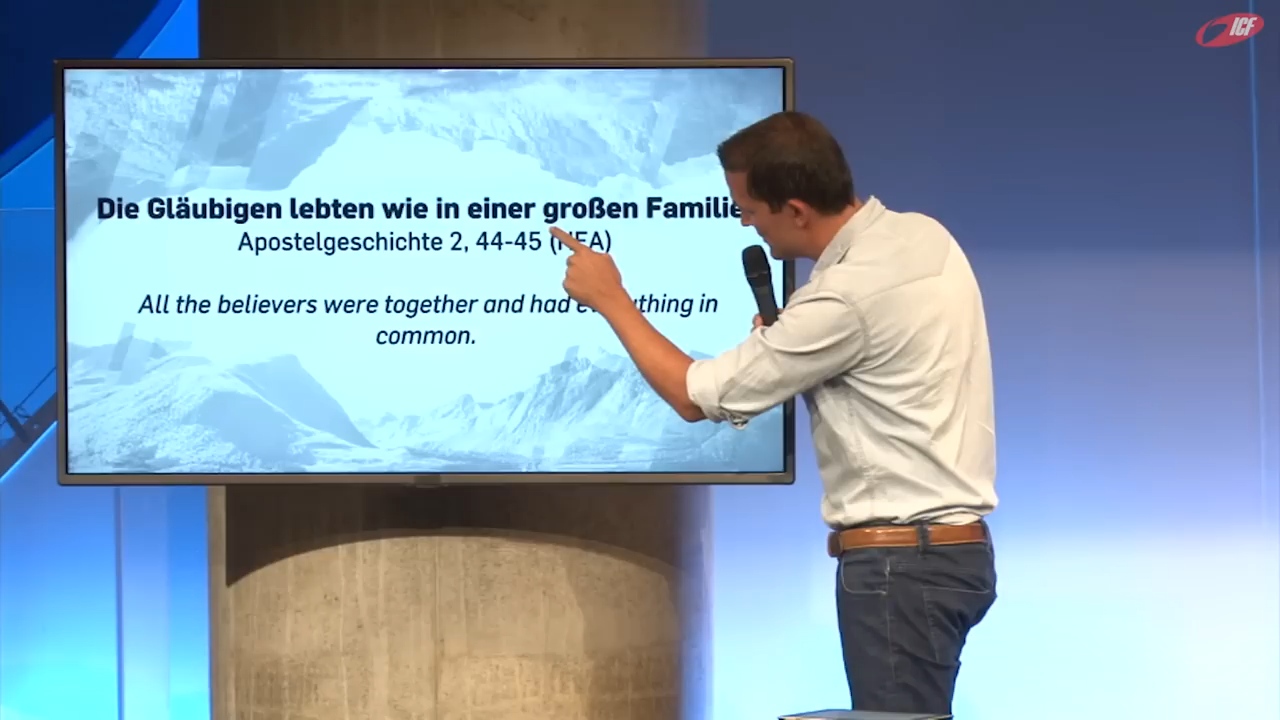 ICF
Die Gläubigen lebten wie in einer großen Familie
Apostelgeschichte 2, 44-45
All the believers were together and had in
common.